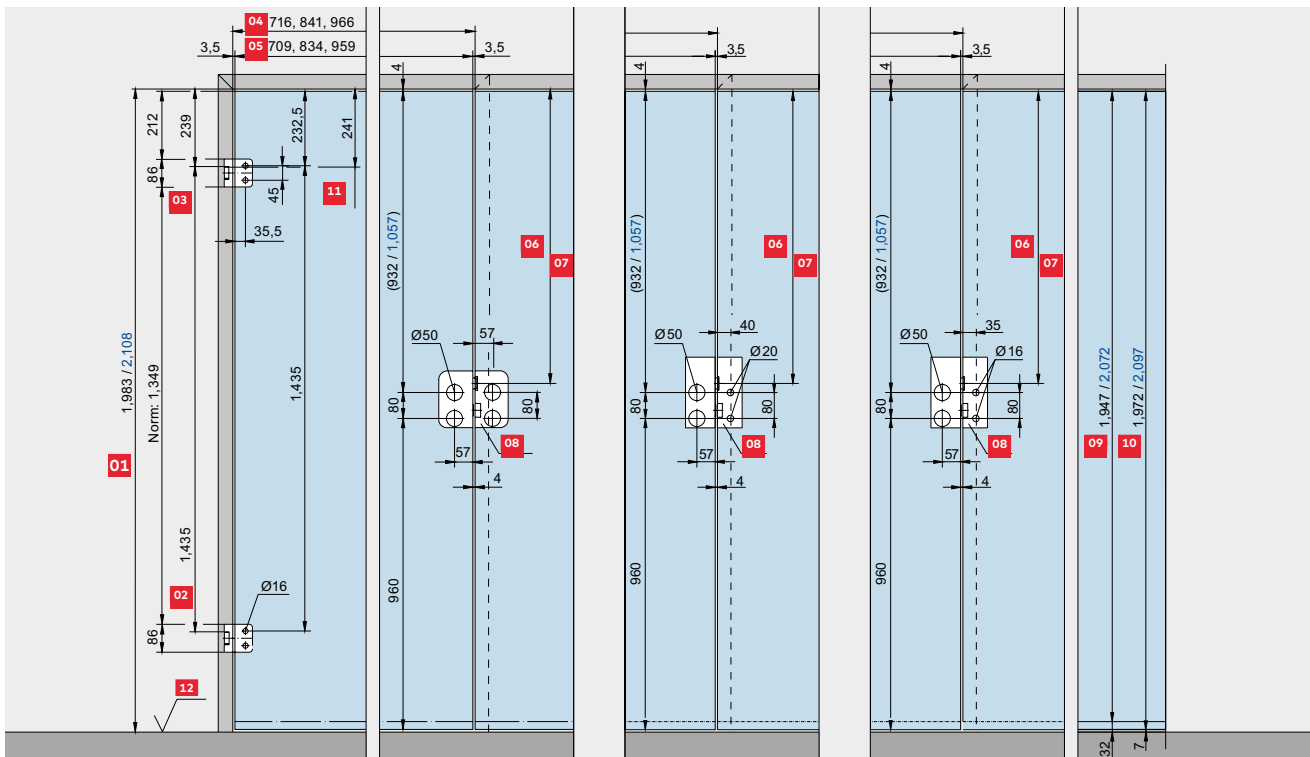 04 716, 841, 966
3,5 05 709, 834, 959 3,5 3,5 3,5
4 4 4
212 239 232,5 241
86 45
03 11
35,5
(932 / 1,057) (932 / 1,057) (932 / 1,057)
06 07 06 07 06 07
1,983 / 2,108
Norm: 1,349
1,435
Ø50 57 Ø50 40 Ø20 Ø50 35 Ø16
1,947 / 2,072
1,972 / 2,097
80 80 80 80 80 80
01 08 08 08 09 10
57 57 57
4 4 4
1,435
02 Ø16
960 960 960
86
12
32 7